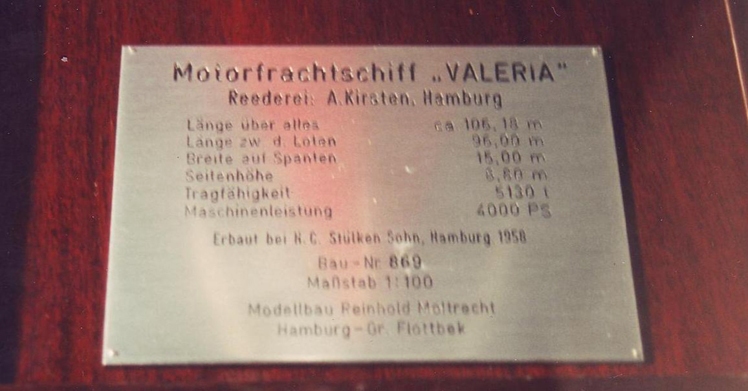 Motorfrachtschiff „VALERIA“
Reederei: A.Kirsten, Hamburg
Länge über alles ca 106,18 m
Länge zw. d. Loten 96,00 m
Breite auf Spanten 15,00 m
Seitenhöhe m
Tragfähigkeit 5130 t
Maschinenleistung 4000 PS
Erbaut bei H. C. Stülken Sohn, Hamburg 1958
Bau-Nr 869
Maßstab 1:100
Modellbau Reinhold Moltrecht
Hamburg-Gr. Flottbek